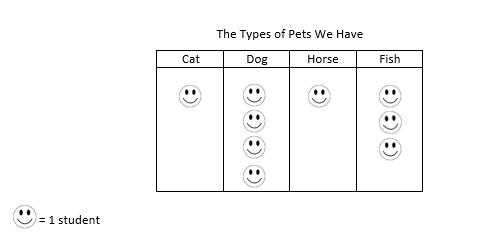 The Types of Pets We Have
Cat Dog Horse Fish
= 1 student